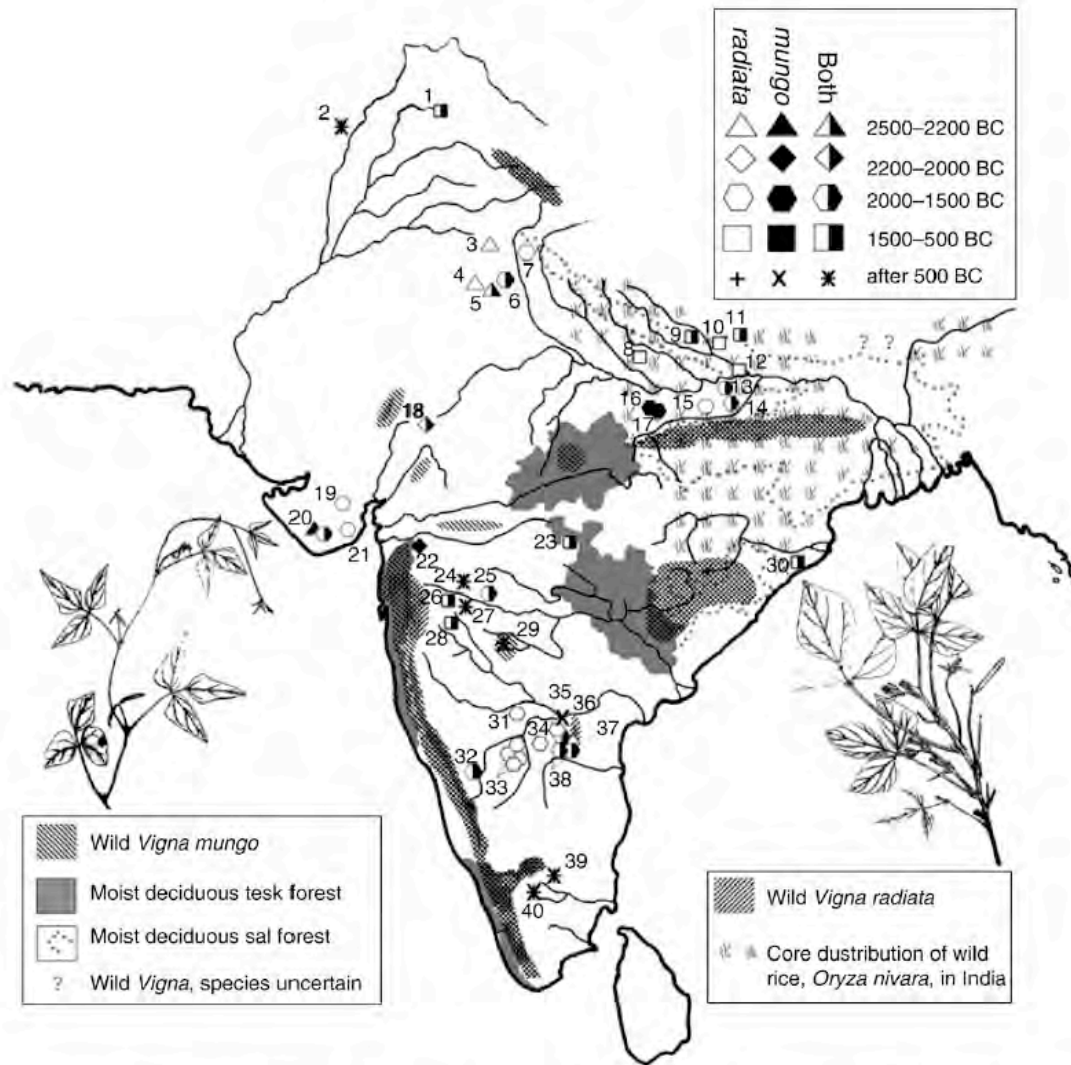 radiata
mungo
Both
2500–2200 BC
2200–2000 BC
2000–1500 BC
1500–500 BC
after 500 BC
1
2
3
4
5
6
7
8
9
10
11
? ?
12
13
14
15
16
17
18
19
20
21
22
23
24
25
26
27
28
29
30
31
32
33
34
35
36
37
38
39
40
Wild Vigna mungo
Moist deciduous tesk forest
Moist deciduous sal forest
? Wild Vigna, species uncertain
Wild Vigna radiata
Core dustribution of wild
rice, Oryza nivara, in India